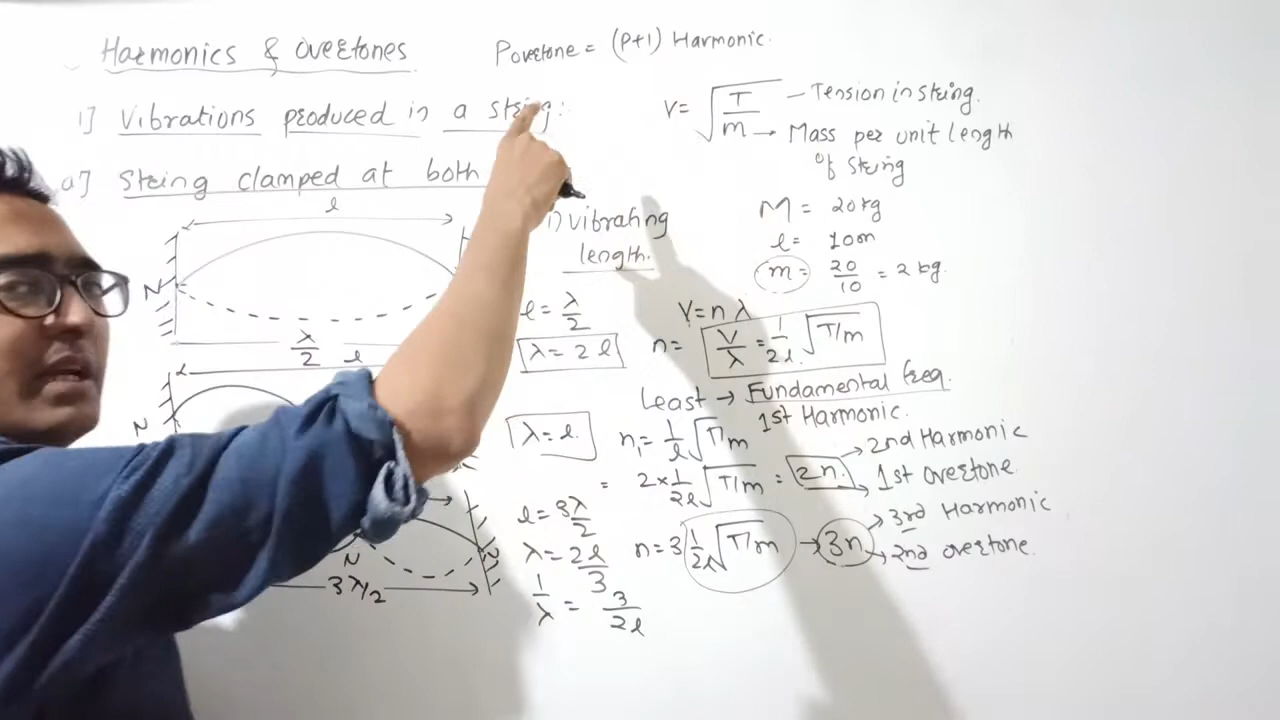 Harmonics & Overtones
P overtone = (P+1) Harmonic.
1] Vibrations produced in a string:
V = √T/m — Tension in string.
→ Mass per unit length of string
a] String clamped at both
l
N
λ/2
i) Vibrating length.
M = 20 kg
l = 10m
m = 20/10 = 2 kg.
l = λ/2
λ = 2l
V = n λ
n = V/λ = 1/2l √T/m
Least → Fundamental freq.
1st Harmonic.
l
N
λ = l.
n₁ = 1/l √T/m
= 2 × 1/2l √T/m = 2n.
→ 2nd Harmonic
→ 1st Overtone.
N
3λ/2
l = 3λ/2
λ = 2l/3
1/λ = 3/2l
n = 3 1/2l √T/m → 3n
→ 3rd Harmonic
→ 2nd overtone.